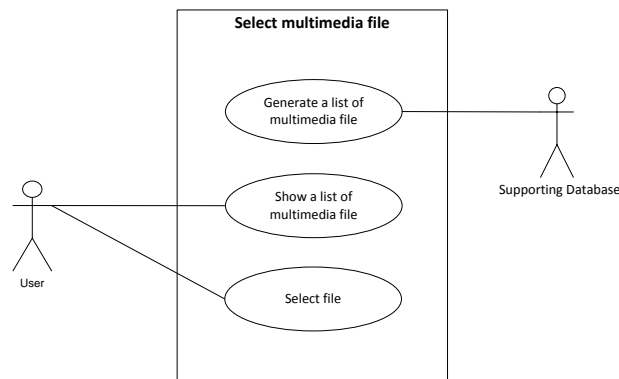 Select multimedia file
Generate a list of
multimedia file
Supporting Database
Show a list of
multimedia file
User
Select file